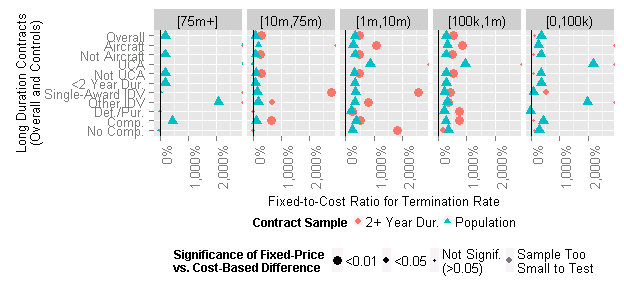 [75m+] [10m,75m) [1m,10m) [100k,1m) [0,100k)
Long Duration Contracts
(Overall and Controls)
Overall
Aircraft
Not Aircraft
UCA
Not UCA
<2 Year Dur.
Single-Award IDV
Other IDV
Def./Pur.
Comp.
No Comp.
0% 1,000% 2,000% 0% 1,000% 2,000% 0% 1,000% 2,000% 0% 1,000% 2,000% 0% 1,000% 2,000%
Fixed-to-Cost Ratio for Termination Rate
Contract Sample 2+ Year Dur. Population
Significance of Fixed-Price
vs. Cost-Based Difference
<0.01 <0.05
Not Signif.
(>0.05)
Sample Too
Small to Test